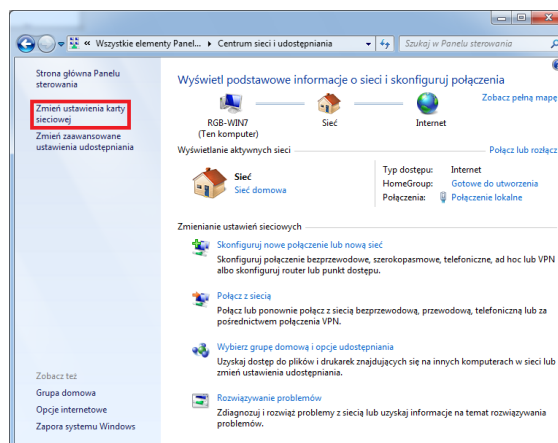 « Wszystkie elementy Panel... ▸ Centrum sieci i udostępniania
Szukaj w Panelu sterowania
Strona główna Panelu
sterowania
Zmień ustawienia karty
sieciowej
Zmień zaawansowane
ustawienia udostępniania
Wyświetl podstawowe informacje o sieci i skonfiguruj połączenia
RGB-WIN7
(Ten komputer)
Sieć
Internet
Zobacz pełną mapę
Wyświetlanie aktywnych sieci
Połącz lub rozłącz
Sieć
Sieć domowa
Typ dostępu: Internet
HomeGroup: Gotowe do utworzenia
Połączenia: Połączenie lokalne
Zmienianie ustawień sieciowych
Skonfiguruj nowe połączenie lub nową sieć
Skonfiguruj połączenie bezprzewodowe, szerokopasmowe, telefoniczne, ad hoc lub VPN
albo skonfiguruj router lub punkt dostępu.
Połącz z siecią
Połącz lub ponownie połącz z siecią bezprzewodową, przewodową, telefoniczną lub za
pośrednictwem połączenia VPN.
Wybierz grupę domową i opcje udostępniania
Uzyskaj dostęp do plików i drukarek znajdujących się na innych komputerach w sieci lub
zmień ustawienia udostępniania.
Rozwiązywanie problemów
Zdiagnozuj i rozwiąż problemy z siecią lub uzyskaj informacje na temat rozwiązywania
problemów.
Zobacz też
Grupa domowa
Opcje internetowe
Zapora systemu Windows